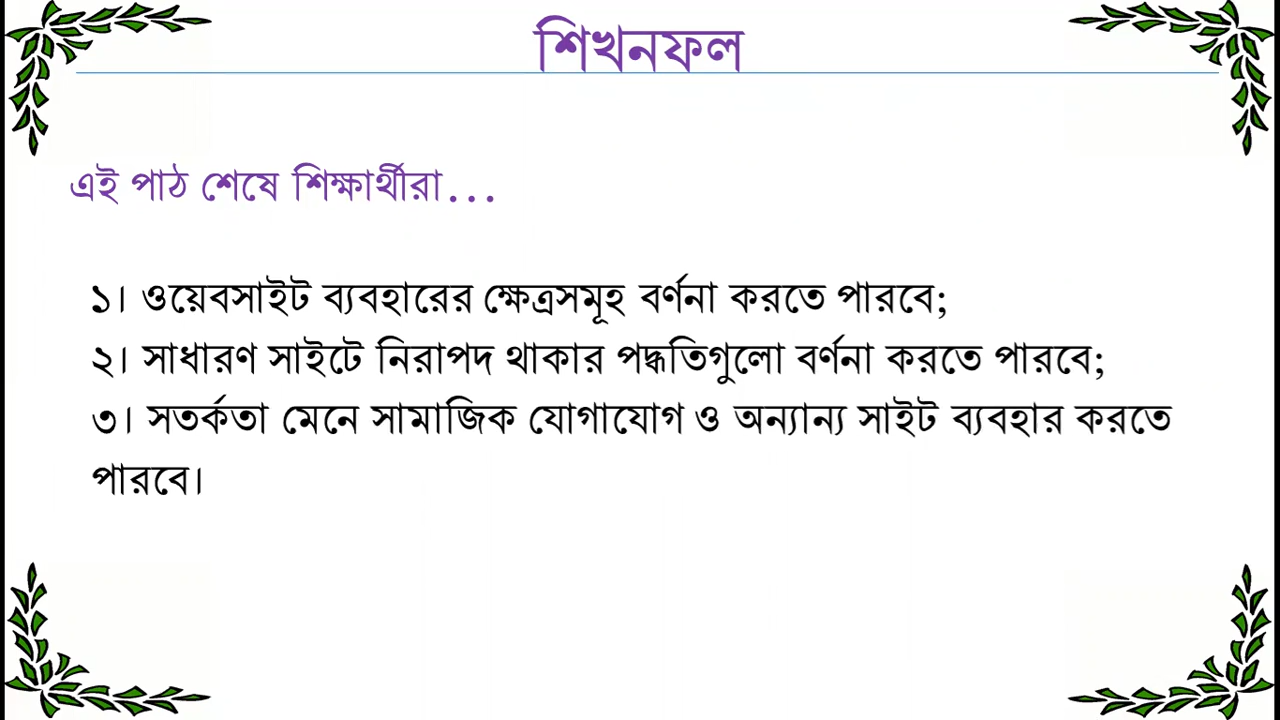 শিখনফল
এই পাঠ শেষে শিক্ষার্থীরা...
১। ওয়েবসাইট ব্যবহারের ক্ষেত্রসমূহ বর্ণনা করতে পারবে;
২। সাধারণ সাইটে নিরাপদ থাকার পদ্ধতিগুলো বর্ণনা করতে পারবে;
৩। সতর্কতা মেনে সামাজিক যোগাযোগ ও অন্যান্য সাইট ব্যবহার করতে
পারবে।